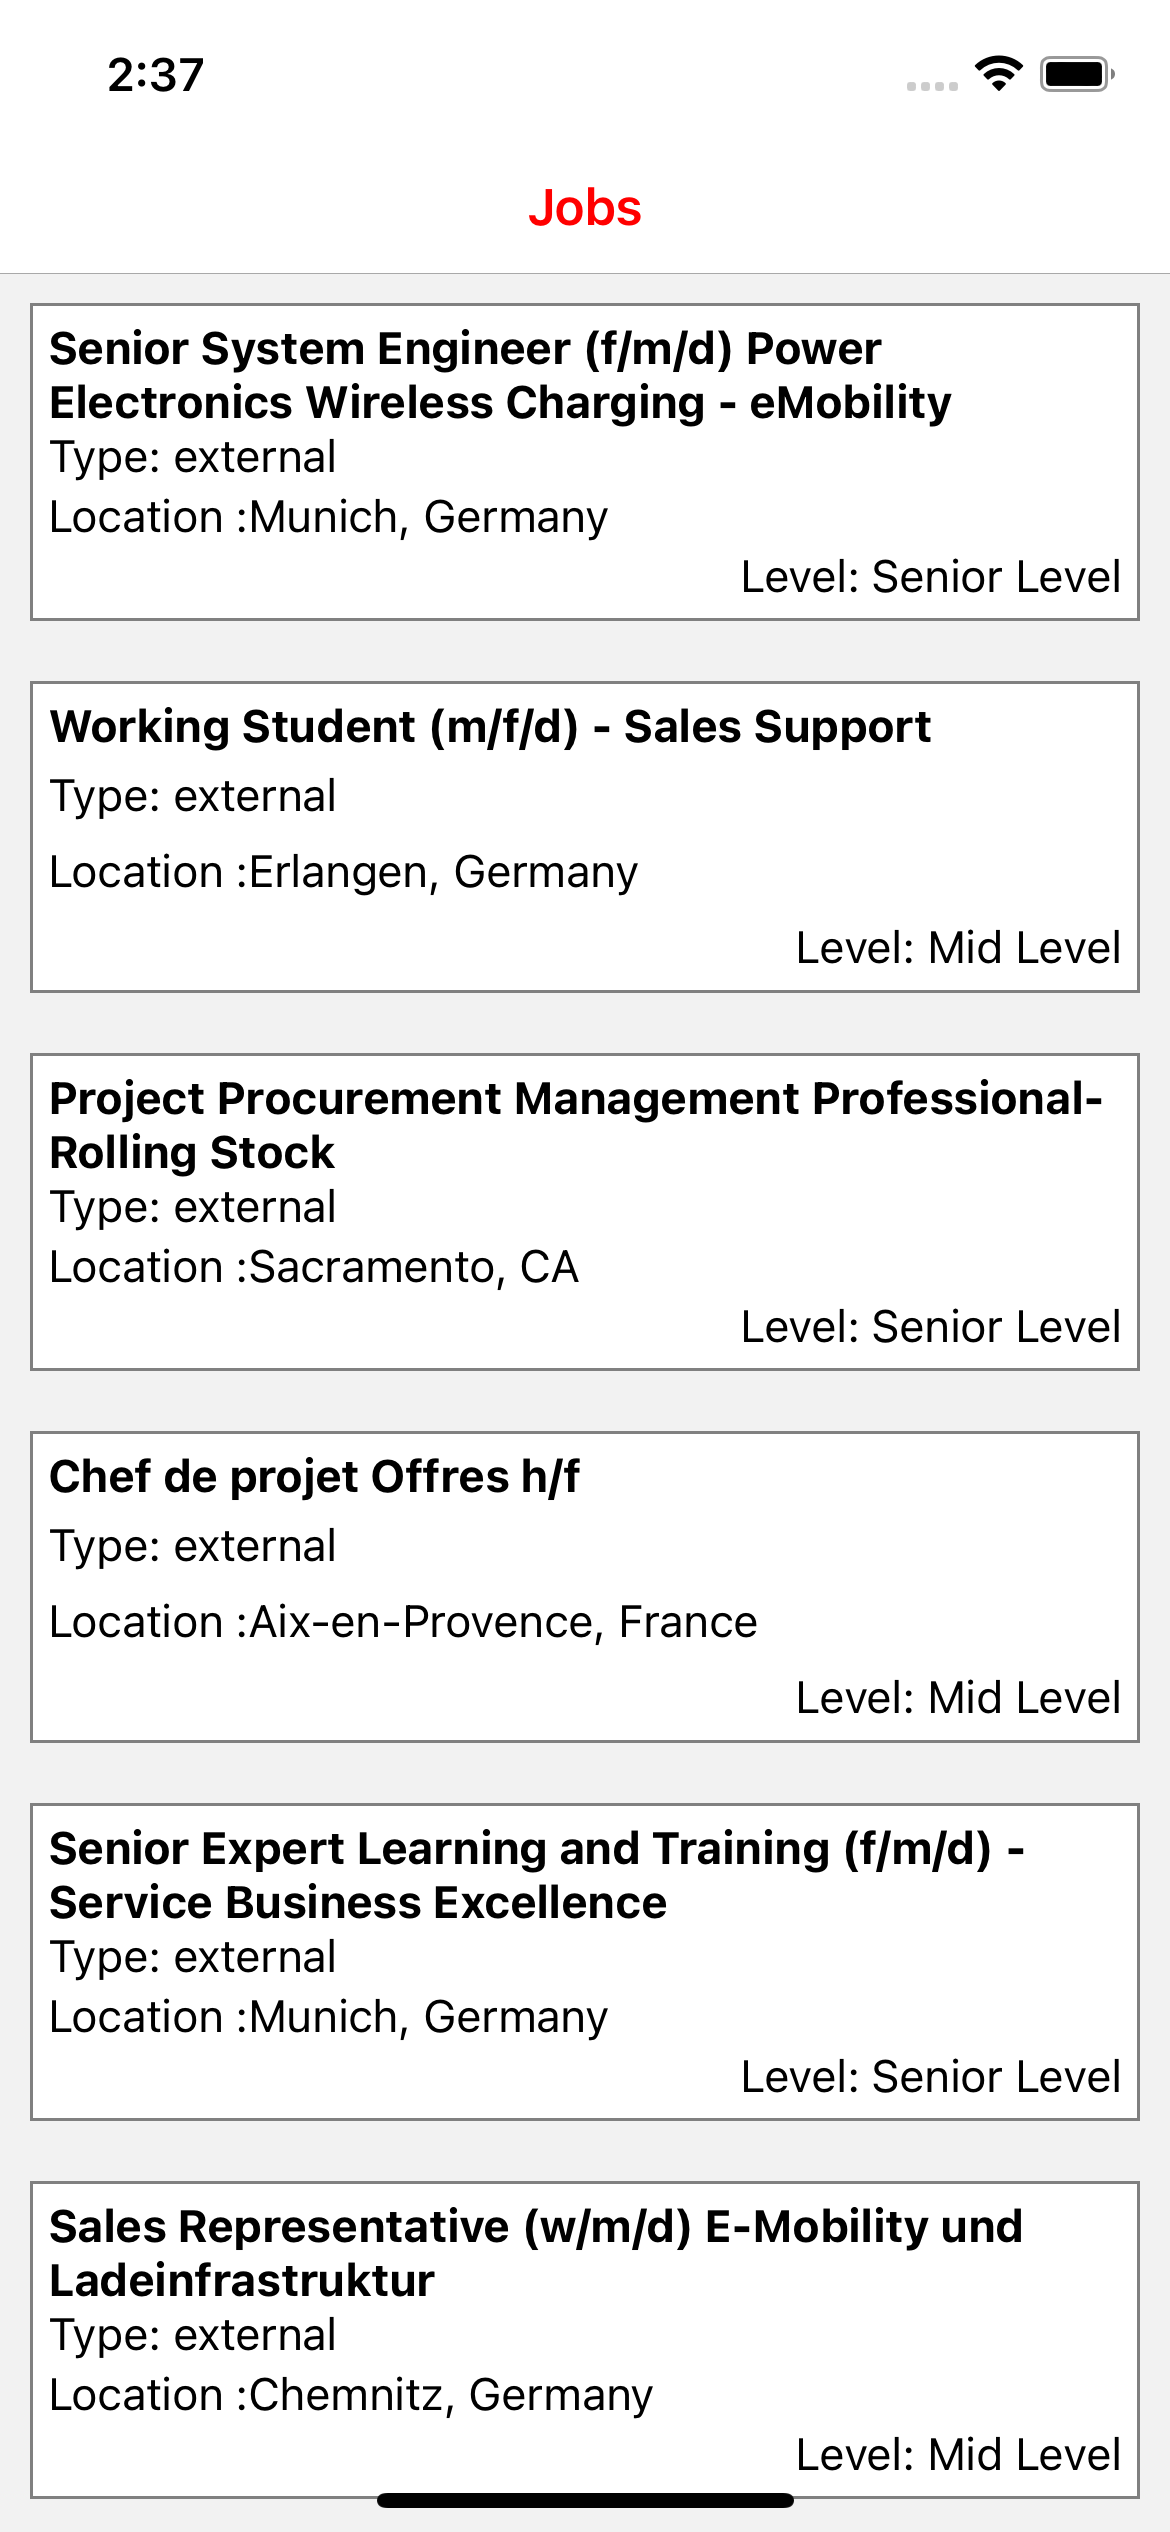 2:37
Jobs
Senior System Engineer (f/m/d) Power
Electronics Wireless Charging - eMobility
Type: external
Location :Munich, Germany
Level: Senior Level
Working Student (m/f/d) - Sales Support
Type: external
Location :Erlangen, Germany
Level: Mid Level
Project Procurement Management Professional-
Rolling Stock
Type: external
Location :Sacramento, CA
Level: Senior Level
Chef de projet Offres h/f
Type: external
Location :Aix-en-Provence, France
Level: Mid Level
Senior Expert Learning and Training (f/m/d) -
Service Business Excellence
Type: external
Location :Munich, Germany
Level: Senior Level
Sales Representative (w/m/d) E-Mobility und
Ladeinfrastruktur
Type: external
Location :Chemnitz, Germany
Level: Mid Level